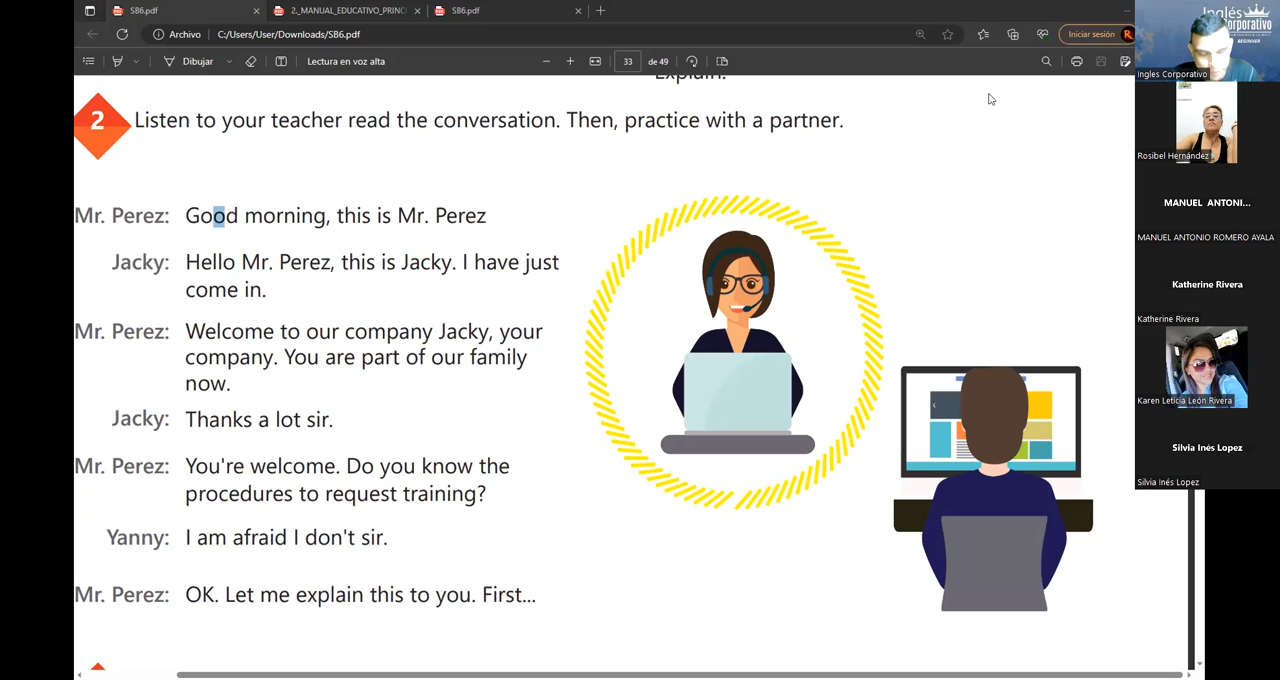 SB6.pdf
2_MANUAL_EDUCATIVO_PRINC
SB6.pdf
Archivo
C:/Users/User/Downloads/SB6.pdf
Iniciar sesión
Dibujar
Lectura en voz alta
33
de 49
Explain!
2
Listen to your teacher read the conversation. Then, practice with a partner.
Mr. Perez: Good morning, this is Mr. Perez
Jacky: Hello Mr. Perez, this is Jacky. I have just
come in.
Mr. Perez: Welcome to our company Jacky, your
company. You are part of our family
now.
Jacky: Thanks a lot sir.
Mr. Perez: You're welcome. Do you know the
procedures to request training?
Yanny: I am afraid I don't sir.
Mr. Perez: OK. Let me explain this to you. First...
Inglés
Corporativo
BEGINNER
Ingles Corporativo
Rosibel Hernández
MANUEL ANTONI...
MANUEL ANTONIO ROMERO AYALA
Katherine Rivera
Katherine Rivera
Karen Leticia León Rivera
Silvia Inés Lopez
Silvia Inés Lopez